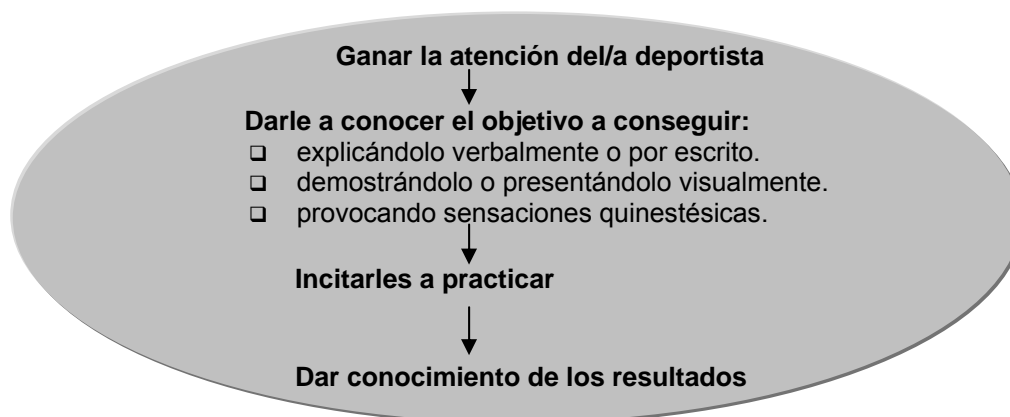 Ganar la atención del/a deportista
Darle a conocer el objetivo a conseguir:
❑ explicándolo verbalmente o por escrito.
❑ demostrándolo o presentándolo visualmente.
❑ provocando sensaciones quinestésicas.
Incitarles a practicar
Dar conocimiento de los resultados